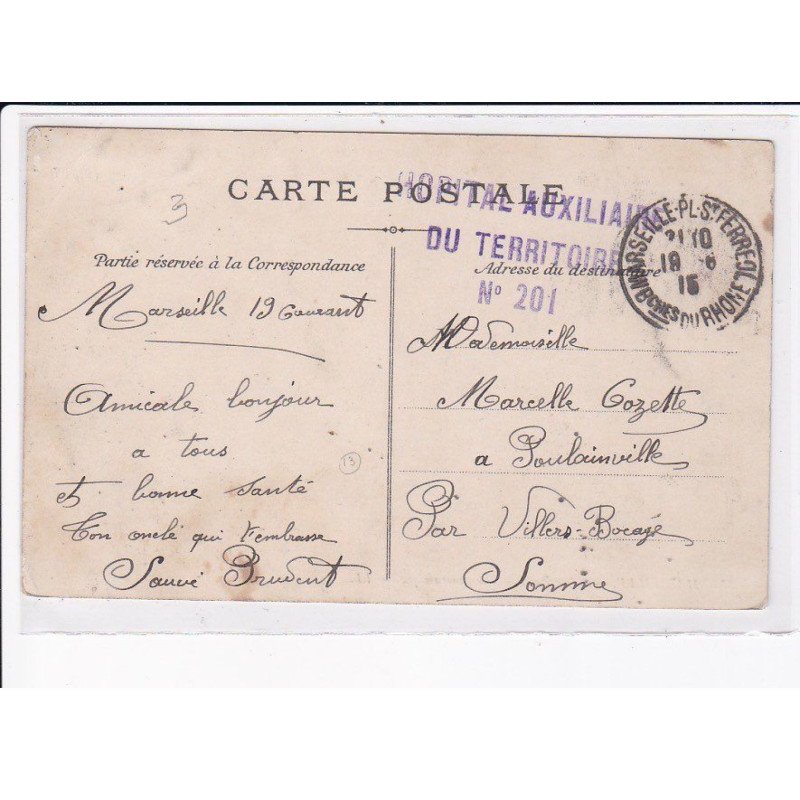 3
CARTE POSTALE
HOPITAL AUXILIAIRE
DU TERRITOIRE
N° 201
MARSEILLE-PL. ST FERREOL
BCHES DU RHONE
21 10
19 - 6
15
Partie réservée à la Correspondance
Marseille 19 Courant
Amicale bonjour
a tous
et bonne santé
Ton oncle qui t'embrasse
Sauvé Prudent
13
Adresse du destinataire
Mademoiselle
Marcelle Cozette
a Poulainville
Par Villers-Bocage
Somme